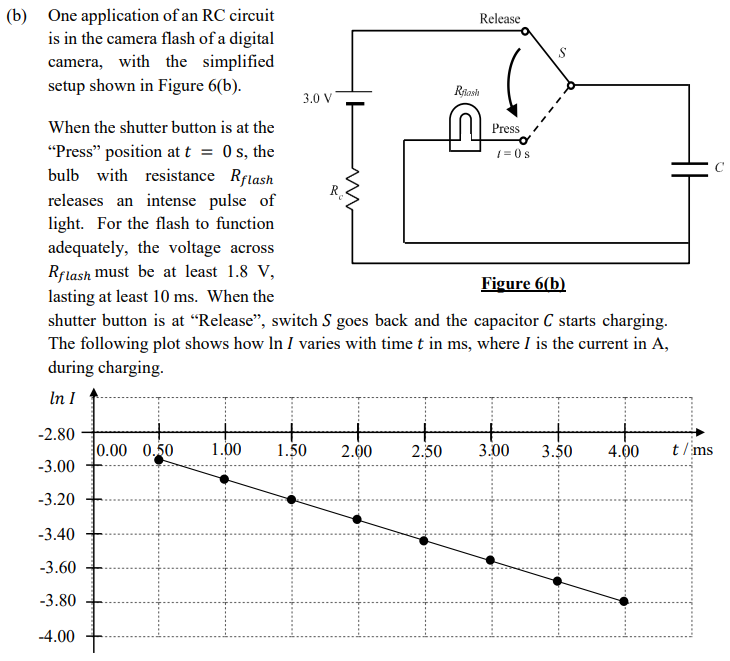 (b) One application of an RC circuit
is in the camera flash of a digital
camera, with the simplified
setup shown in Figure 6(b).
When the shutter button is at the
“Press” position at t = 0 s, the
bulb with resistance Rflash
releases an intense pulse of
light. For the flash to function
adequately, the voltage across
Rflash must be at least 1.8 V,
lasting at least 10 ms. When the
Release
S
3.0 V
Rflash
Press
t = 0 s
C
Rc
Figure 6(b)
shutter button is at “Release”, switch S goes back and the capacitor C starts charging.
The following plot shows how ln I varies with time t in ms, where I is the current in A,
during charging.
ln I
-2.80
0.00 0.50 1.00 1.50 2.00 2.50 3.00 3.50 4.00 t / ms
-3.00
-3.20
-3.40
-3.60
-3.80
-4.00